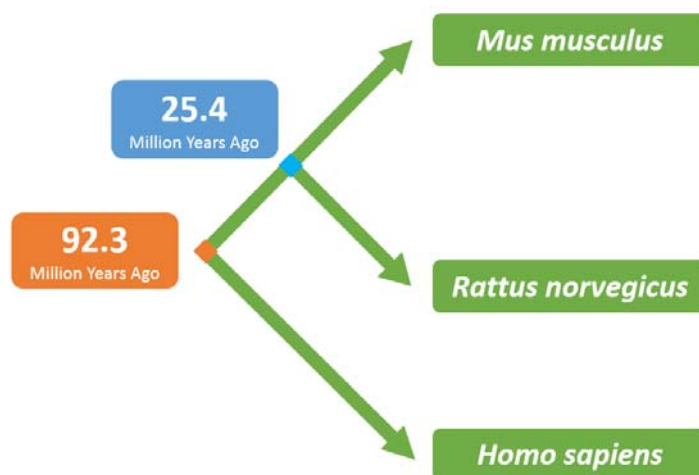 Mus musculus
25.4
Million Years Ago
92.3
Million Years Ago
Rattus norvegicus
Homo sapiens